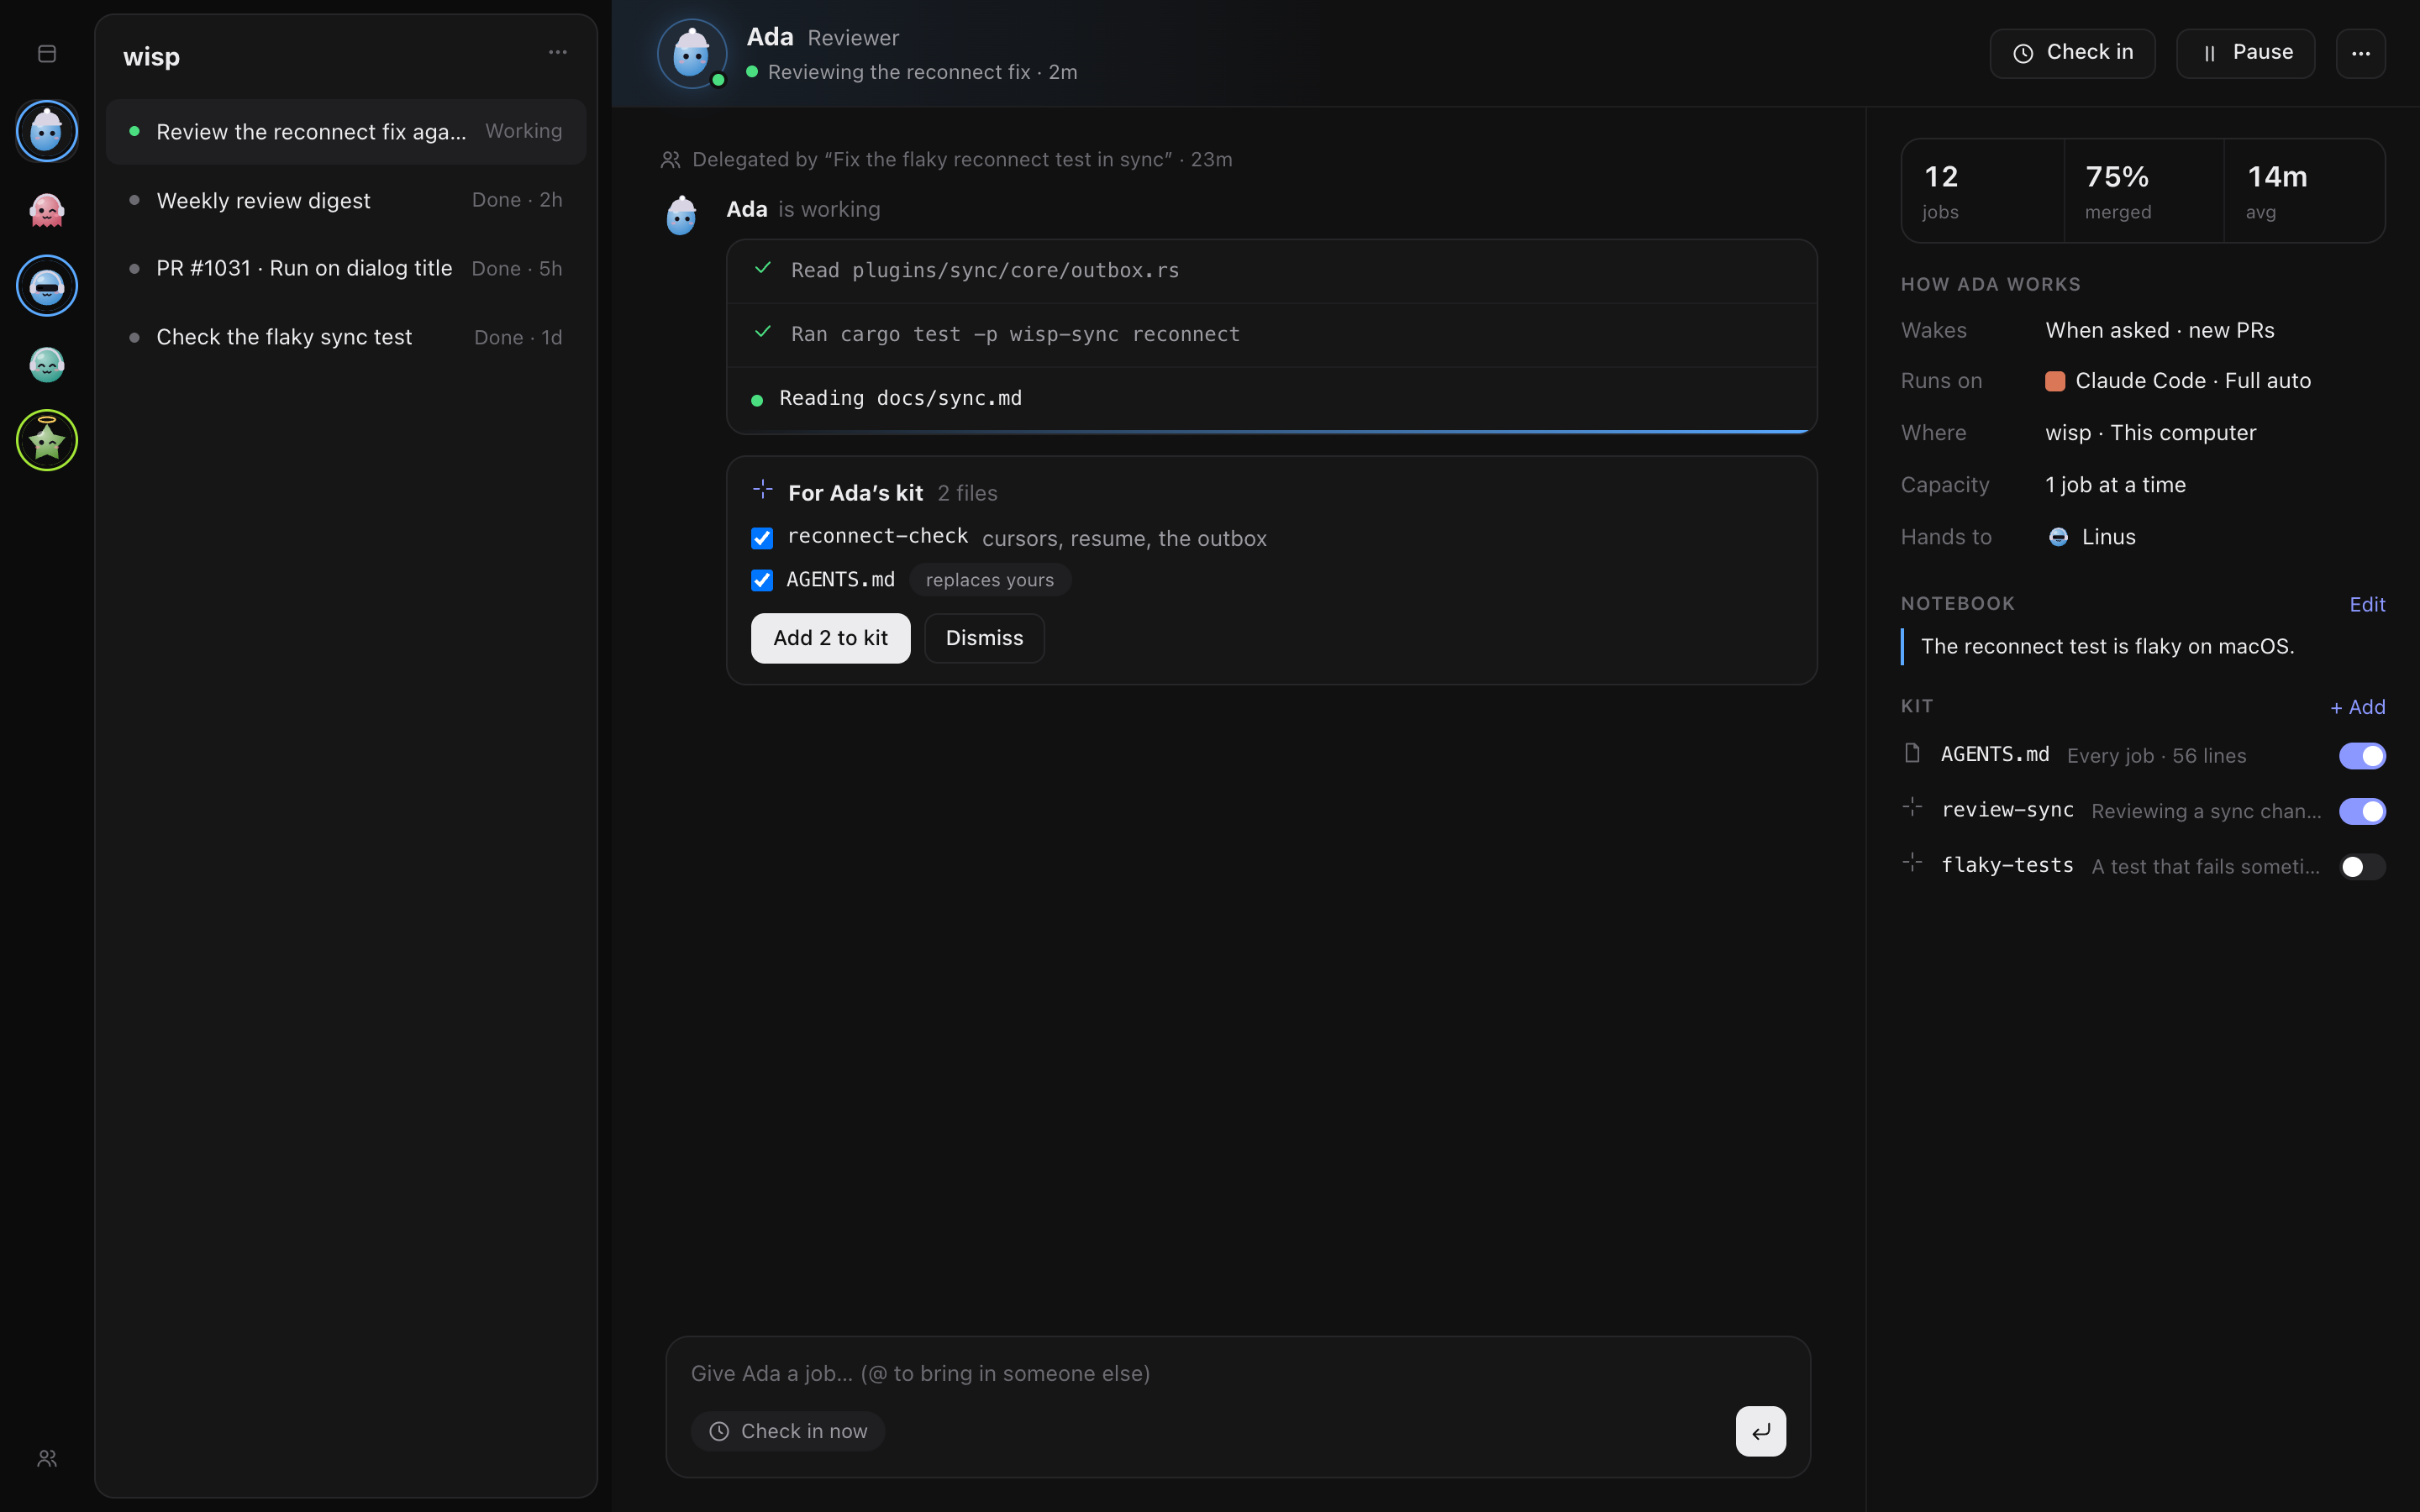 wisp
Review the reconnect fix aga... Working
Weekly review digest Done · 2h
PR #1031 · Run on dialog title Done · 5h
Check the flaky sync test Done · 1d
Ada Reviewer
Reviewing the reconnect fix · 2m
Check in
Pause
Delegated by “Fix the flaky reconnect test in sync” · 23m
Ada is working
Read plugins/sync/core/outbox.rs
Ran cargo test -p wisp-sync reconnect
Reading docs/sync.md
For Ada’s kit 2 files
reconnect-check cursors, resume, the outbox
AGENTS.md replaces yours
Add 2 to kit
Dismiss
Give Ada a job... (@ to bring in someone else)
Check in now
12 75% 14m
jobs merged avg
HOW ADA WORKS
Wakes When asked · new PRs
Runs on Claude Code · Full auto
Where wisp · This computer
Capacity 1 job at a time
Hands to Linus
NOTEBOOK Edit
The reconnect test is flaky on macOS.
KIT + Add
AGENTS.md Every job · 56 lines
review-sync Reviewing a sync chan...
flaky-tests A test that fails someti...